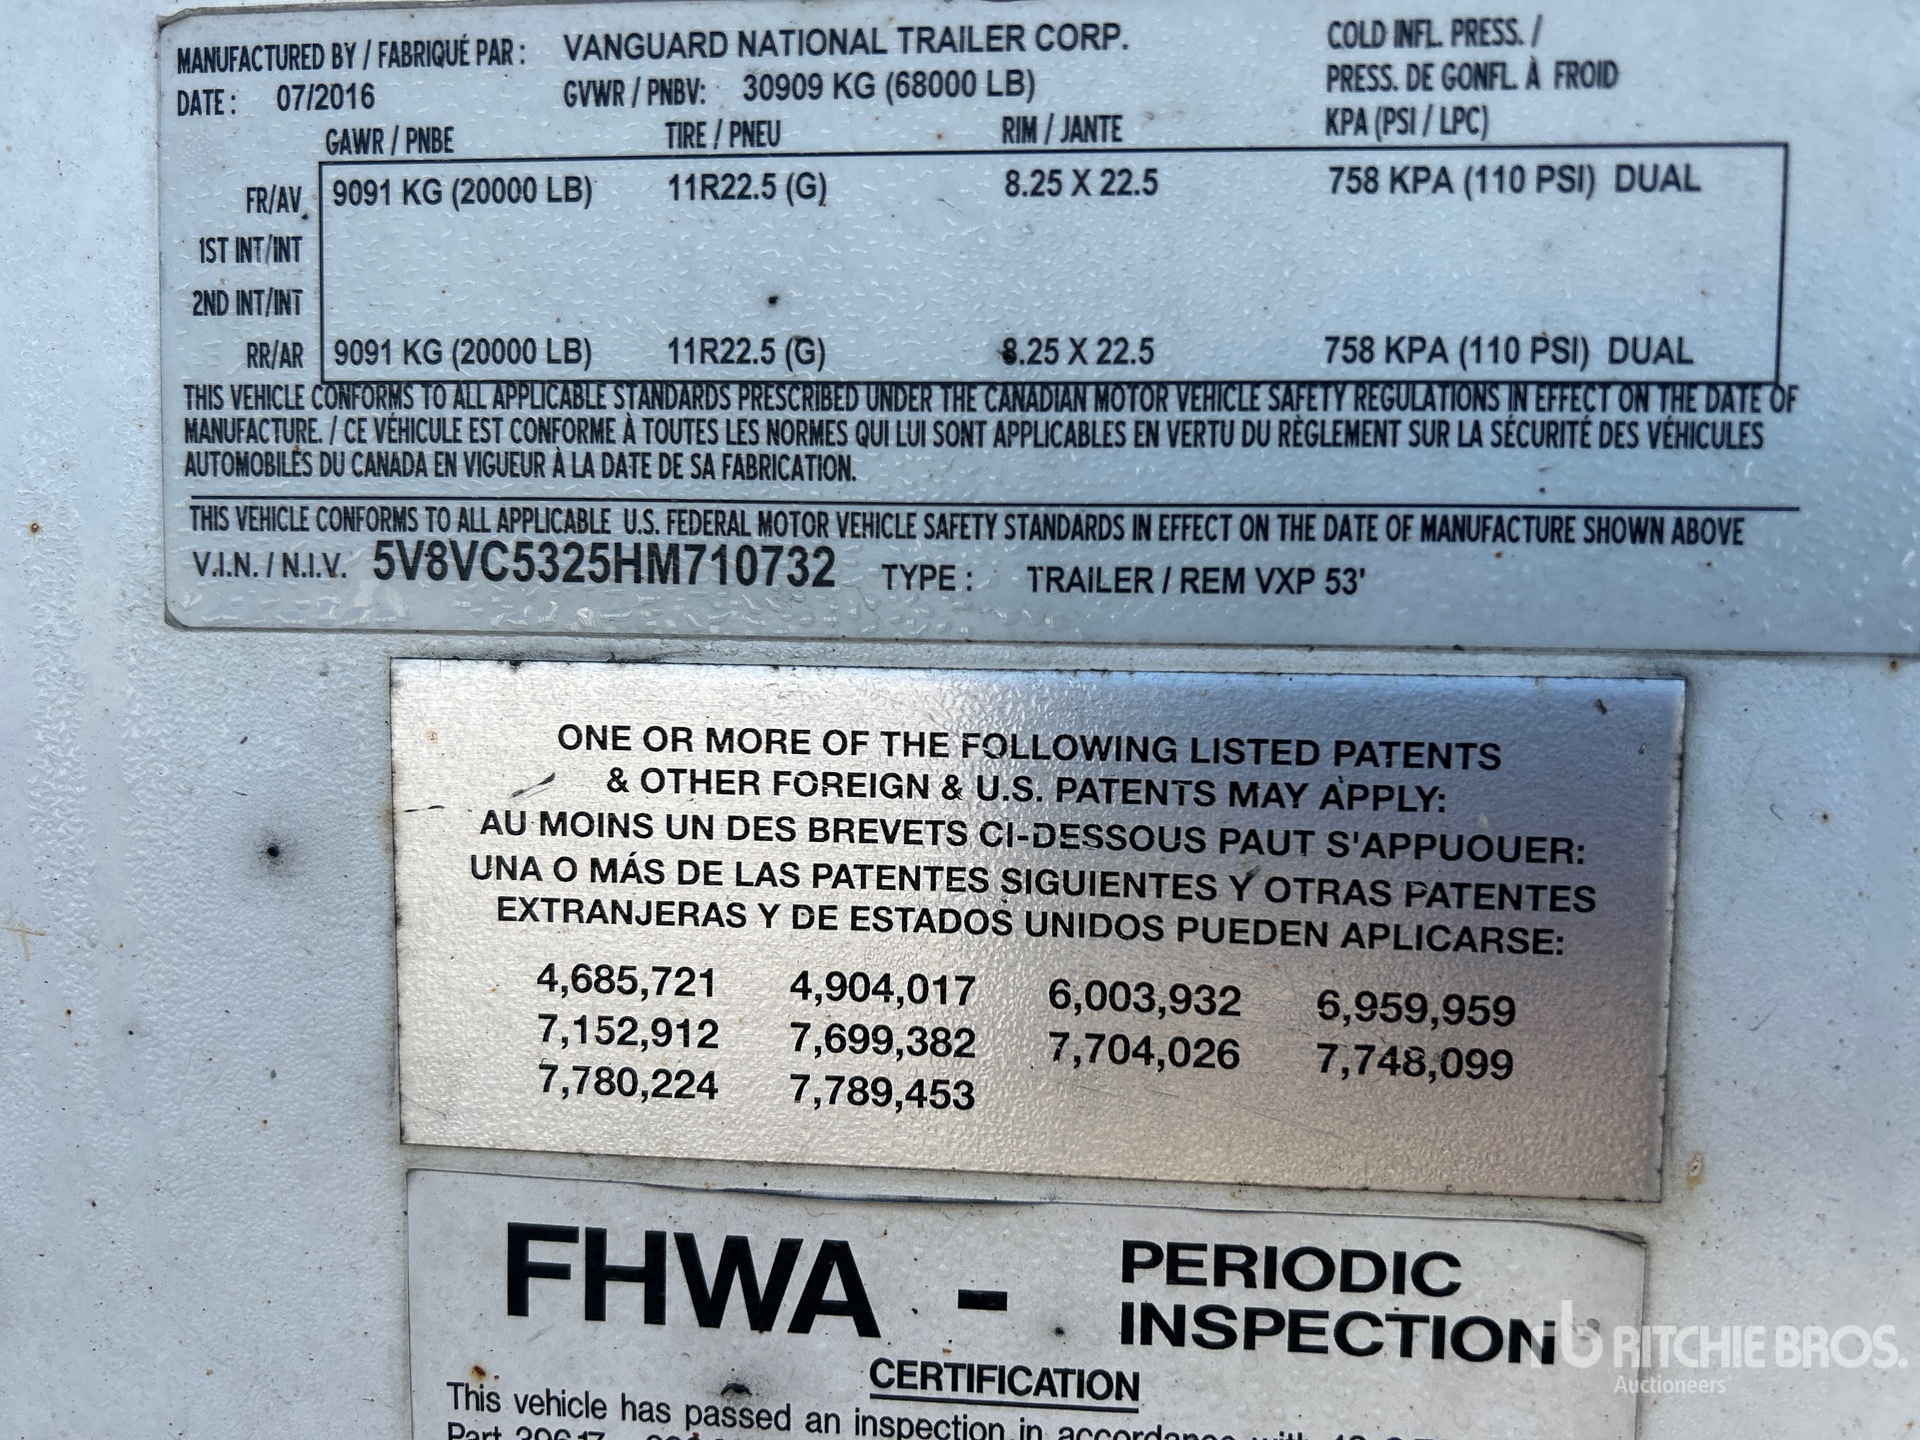 MANUFACTURED BY / FABRIQUÉ PAR : VANGUARD NATIONAL TRAILER CORP. COLD INFL. PRESS. /
DATE : 07/2016 GVWR / PNBV: 30909 KG (68000 LB) PRESS. DE GONFL. À FROID
GAWR / PNBE TIRE / PNEU RIM / JANTE KPA (PSI / LPC)
FR/AV 9091 KG (20000 LB) 11R22.5 (G) 8.25 X 22.5 758 KPA (110 PSI) DUAL
1ST INT/INT
2ND INT/INT
RR/AR 9091 KG (20000 LB) 11R22.5 (G) 8.25 X 22.5 758 KPA (110 PSI) DUAL
THIS VEHICLE CONFORMS TO ALL APPLICABLE STANDARDS PRESCRIBED UNDER THE CANADIAN MOTOR VEHICLE SAFETY REGULATIONS IN EFFECT ON THE DATE OF
MANUFACTURE. / CE VÉHICULE EST CONFORME À TOUTES LES NORMES QUI LUI SONT APPLICABLES EN VERTU DU RÈGLEMENT SUR LA SÉCURITÉ DES VÉHICULES
AUTOMOBILES DU CANADA EN VIGUEUR À LA DATE DE SA FABRICATION.
THIS VEHICLE CONFORMS TO ALL APPLICABLE U.S. FEDERAL MOTOR VEHICLE SAFETY STANDARDS IN EFFECT ON THE DATE OF MANUFACTURE SHOWN ABOVE
V.I.N. / N.I.V. 5V8VC5325HM710732 TYPE : TRAILER / REM VXP 53'
ONE OR MORE OF THE FOLLOWING LISTED PATENTS
& OTHER FOREIGN & U.S. PATENTS MAY APPLY:
AU MOINS UN DES BREVETS CI-DESSOUS PAUT S'APPUOUER:
UNA O MÁS DE LAS PATENTES SIGUIENTES Y OTRAS PATENTES
EXTRANJERAS Y DE ESTADOS UNIDOS PUEDEN APLICARSE:
4,685,721 4,904,017 6,003,932 6,959,959
7,152,912 7,699,382 7,704,026 7,748,099
7,780,224 7,789,453
FHWA - PERIODIC
INSPECTION
CERTIFICATION
This vehicle has passed an inspection in accordance with
Part
rb RITCHIE BROS.
Auctioneers